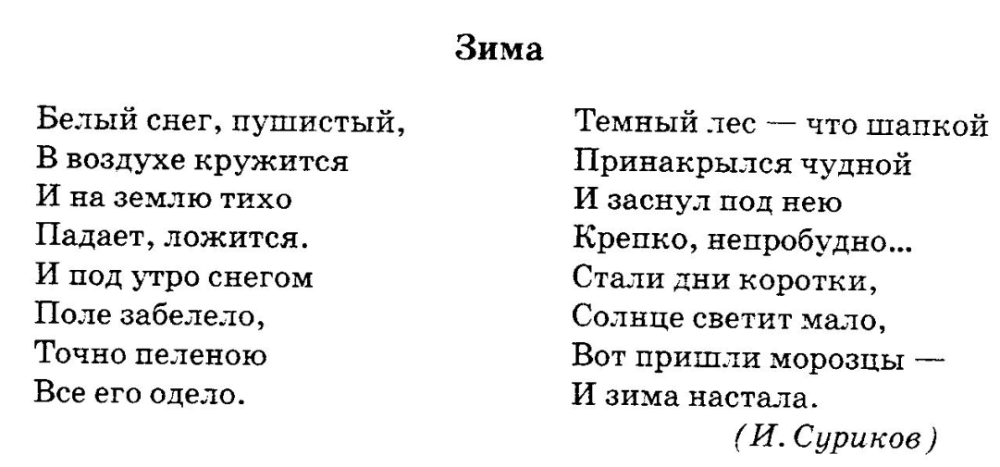 Зима
Белый снег, пушистый,
В воздухе кружится
И на землю тихо
Падает, ложится.
И под утро снегом
Поле забелело,
Точно пеленою
Все его одело.
Темный лес — что шапкой
Принакрылся чудной
И заснул под нею
Крепко, непробудно...
Стали дни коротки,
Солнце светит мало,
Вот пришли морозцы —
И зима настала.
(И. Суриков)